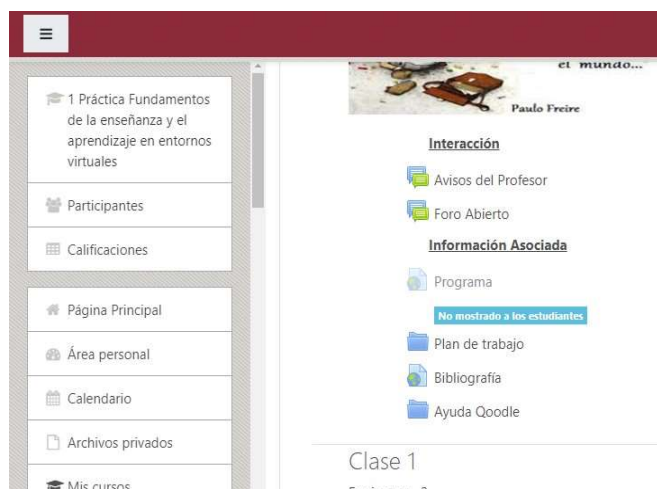 1 Práctica Fundamentos
de la enseñanza y el
aprendizaje en entornos
virtuales
Participantes
Calificaciones
Página Principal
Área personal
Calendario
Archivos privados
Mis cursos
el mundo...
Paulo Freire
Interacción
Avisos del Profesor
Foro Abierto
Información Asociada
Programa
No mostrado a los estudiantes
Plan de trabajo
Bibliografía
Ayuda Qoodle
Clase 1